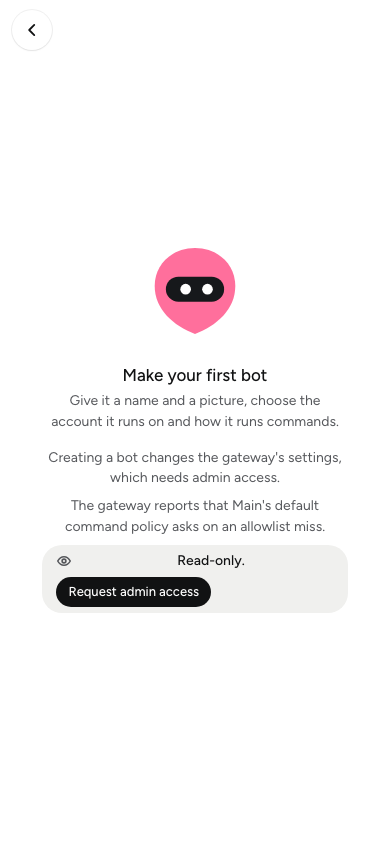 Make your first bot
Give it a name and a picture, choose the
account it runs on and how it runs commands.
Creating a bot changes the gateway's settings,
which needs admin access.
The gateway reports that Main's default
command policy asks on an allowlist miss.
Read-only.
Request admin access